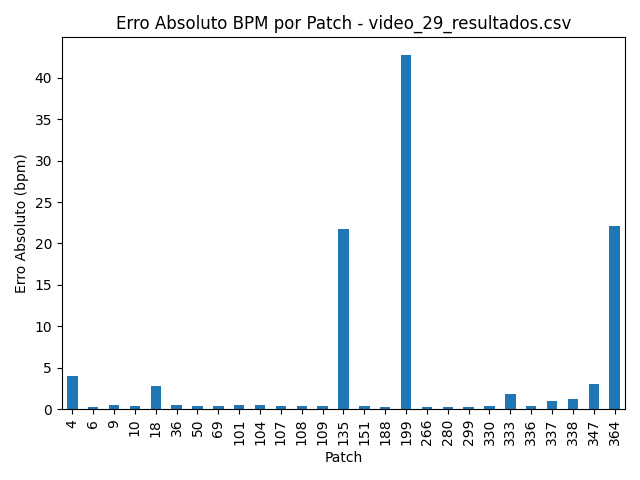 Erro Absoluto BPM por Patch - video_29_resultados.csv
Erro Absoluto (bpm)
40
35
30
25
20
15
10
5
0
4 6 9 10 18 36 50 69 101 104 107 108 109 135 151 188 199 266 280 299 330 333 336 337 338 347 364
Patch